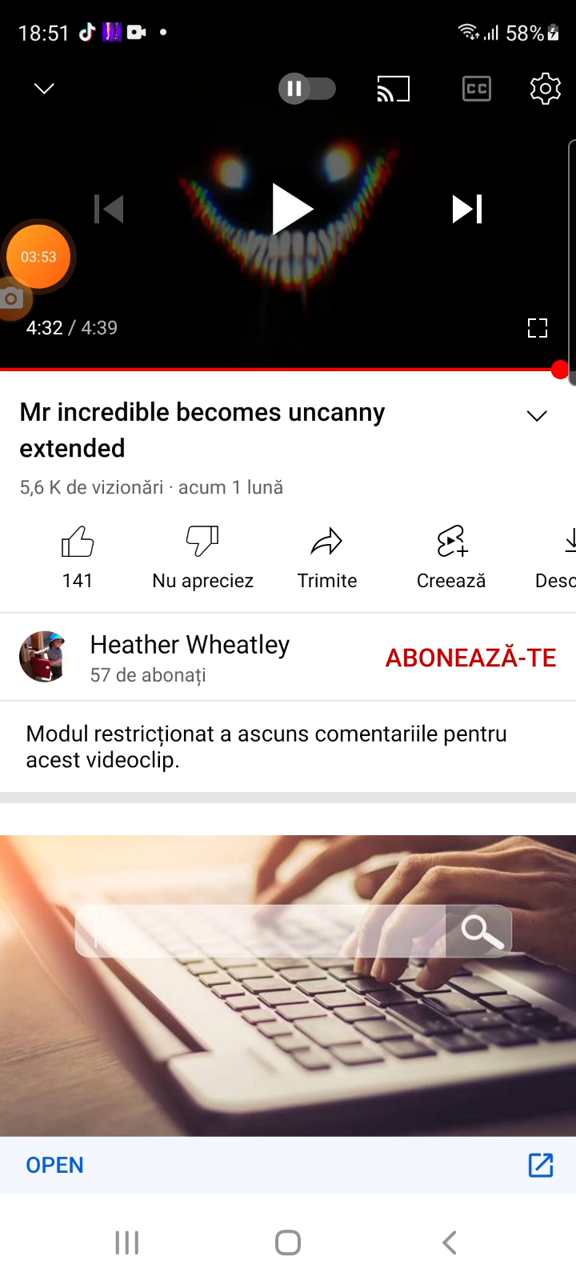 18:51
58%
CC
03:53
4:32 / 4:39
Mr incredible becomes uncanny
extended
5,6 K de vizionări · acum 1 lună
141
Nu apreciez
Trimite
Creează
Desc
Heather Wheatley
57 de abonați
ABONEAZĂ-TE
Modul restricționat a ascuns comentariile pentru
acest videoclip.
OPEN